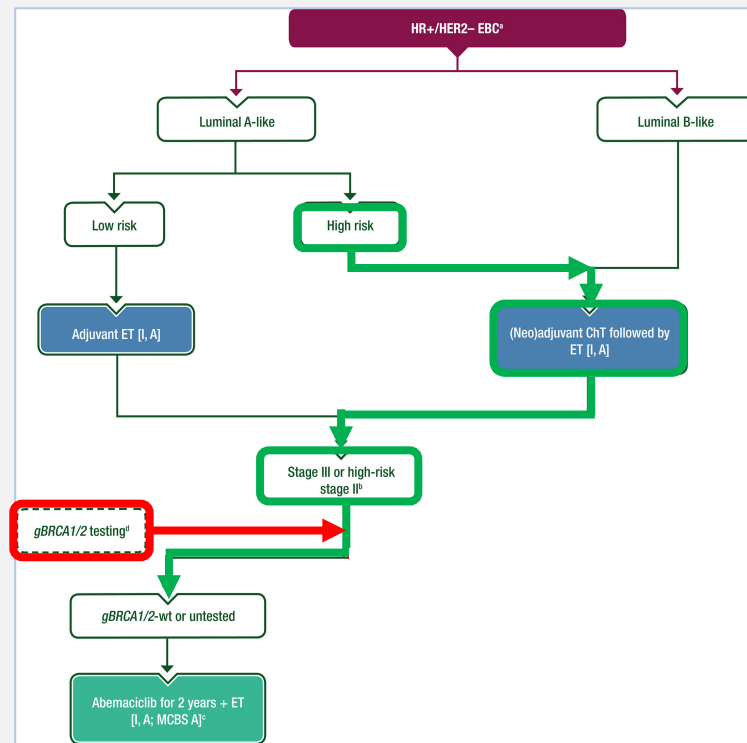 HR+/HER2– EBCᵃ
Luminal A-like
Luminal B-like
Low risk
High risk
Adjuvant ET [I, A]
(Neo)adjuvant ChT followed by
ET [I, A]
Stage III or high-risk
stage IIᵇ
gBRCA1/2 testingᵈ
gBRCA1/2-wt or untested
Abemaciclib for 2 years + ET
[I, A; MCBS A]ᶜ